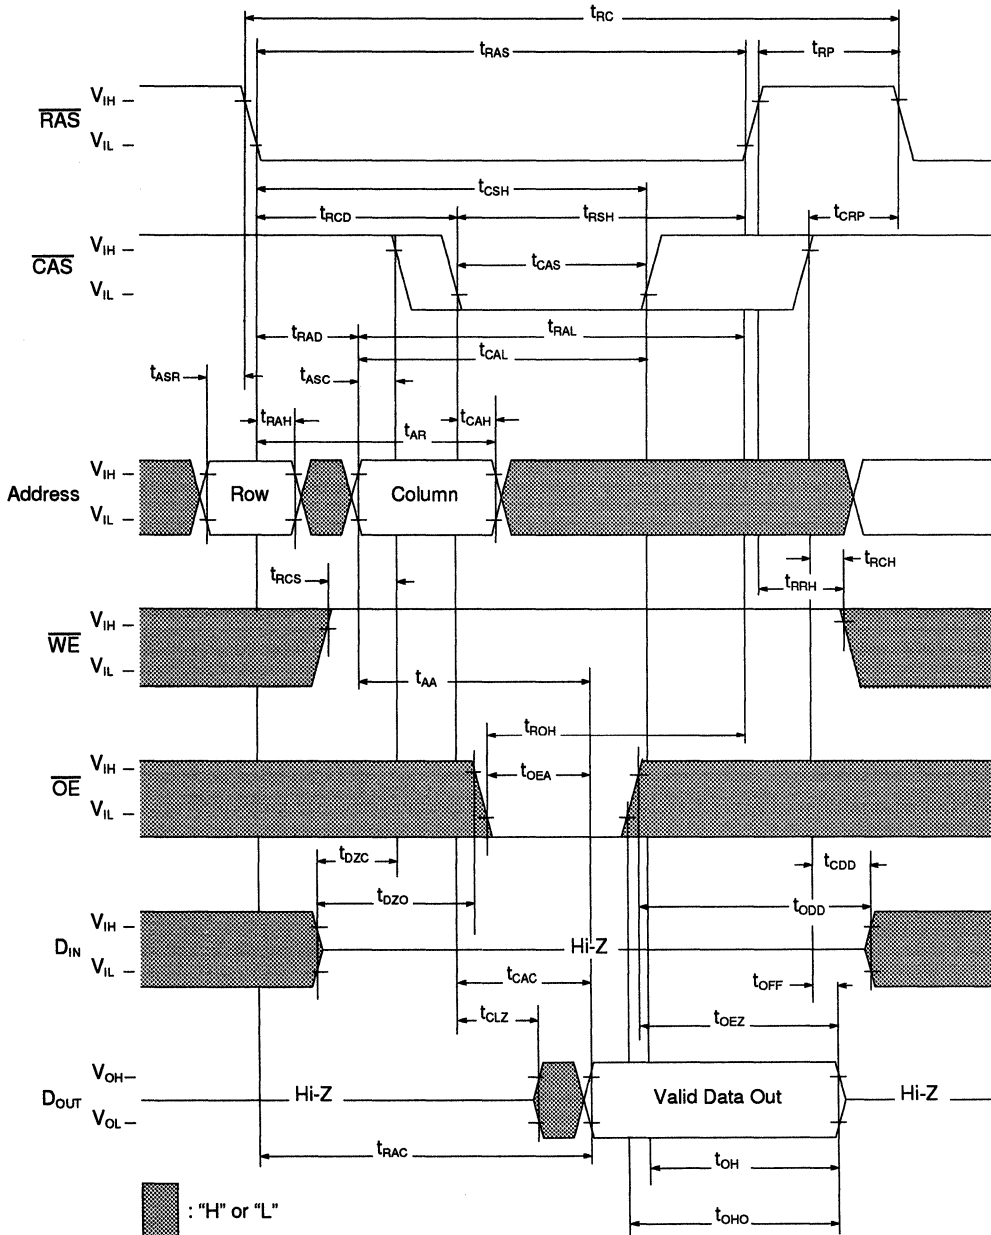 tRC
tRAS
tRP
VIH
RAS
VIL
tCSH
tRCD
tRSH
tCRP
VIH
CAS
tCAS
VIL
tRAD
tRAL
tCAL
tASR
tASC
tRAH
tCAH
tAR
VIH
Address
Row
Column
VIL
tRCH
tRCS
tRRH
VIH
WE
VIL
tAA
tROH
VIH
OE
tOEA
VIL
tDZC
tCDD
tDZO
tODD
VIH
DIN
Hi-Z
VIL
tCAC
tOFF
tCLZ
tOEZ
VOH
DOUT
Hi-Z
Valid Data Out
Hi-Z
VOL
tRAC
tOH
: “H” or “L”
tOHO